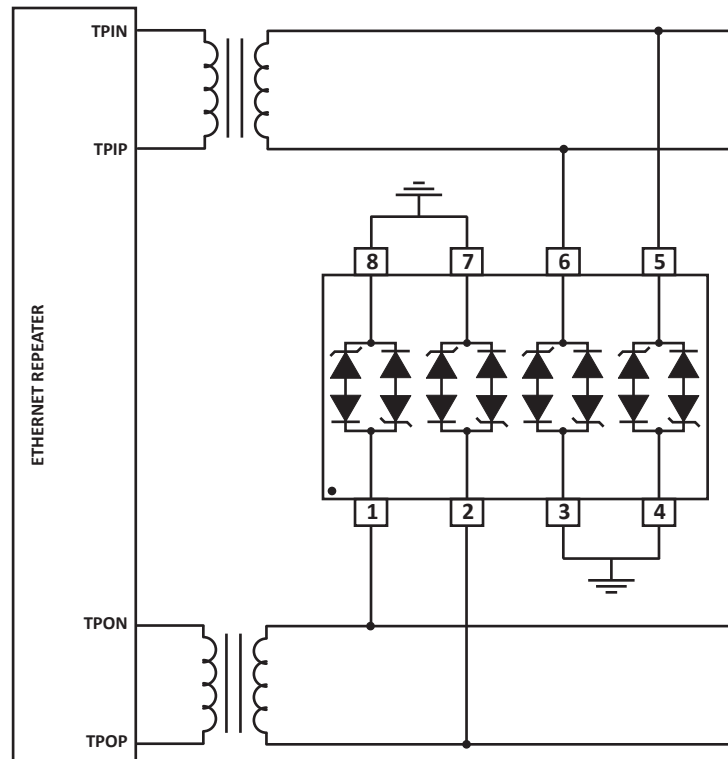 TPIN
TPIP
8 7 6 5
ETHERNET REPEATER
1 2 3 4
TPON
TPOP